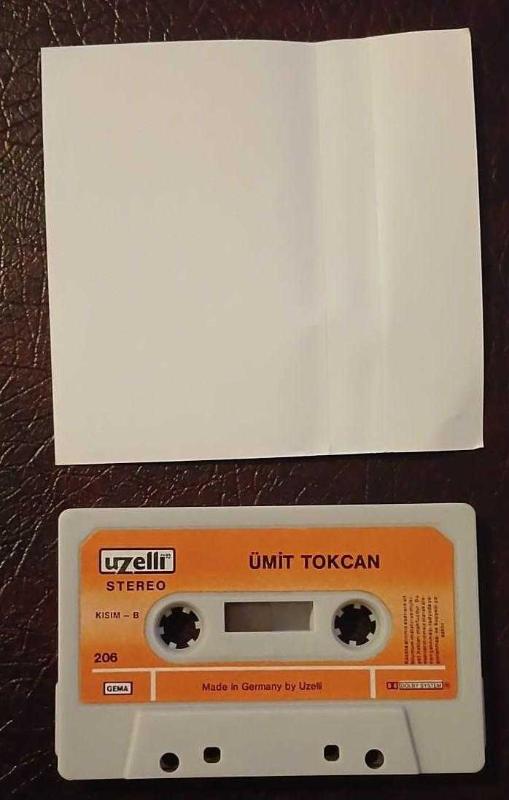 uzelli
ÜMİT TOKCAN
STEREO
KISIM – B
206
GEMA
Made in Germany by Uzelli
DOLBY SYSTEM